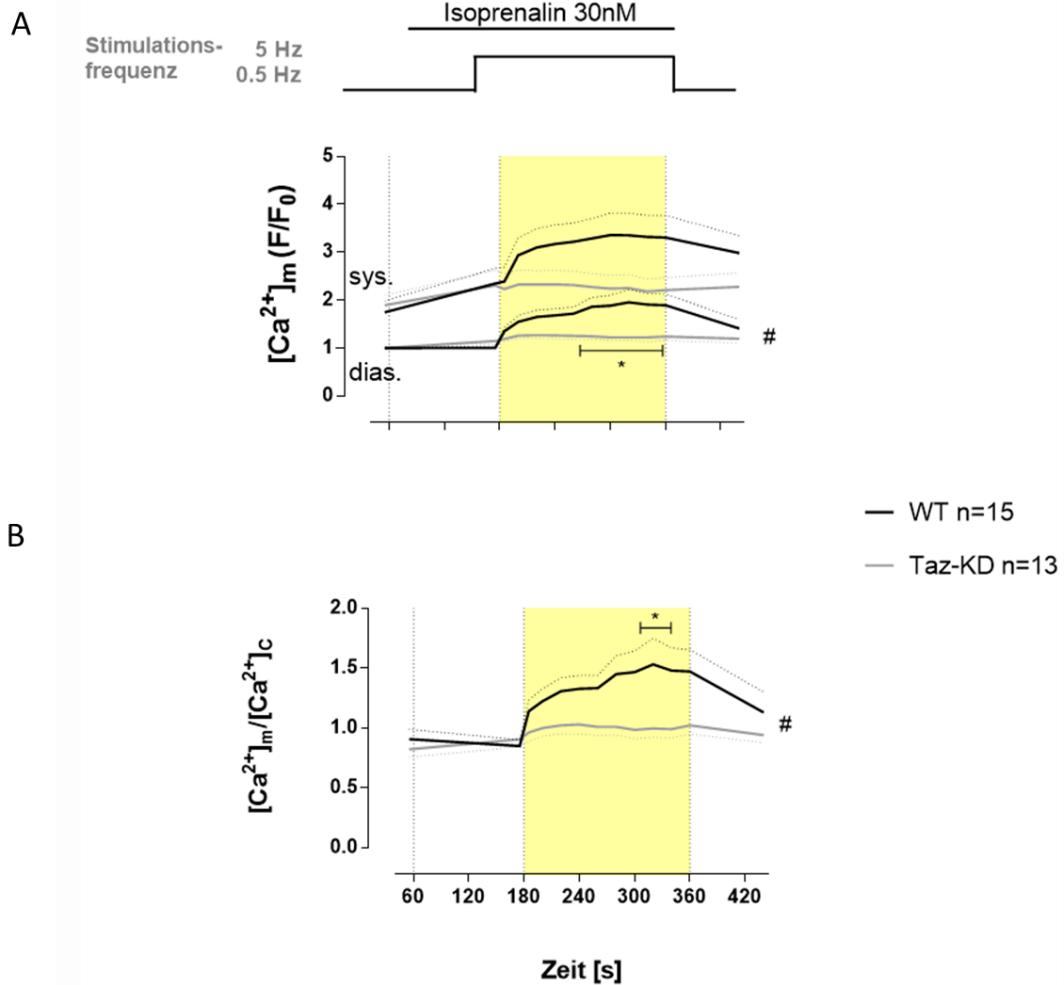 A
Isoprenalin 30nM
Stimulations-
frequenz
5 Hz
0.5 Hz
[Ca²⁺]ₘ (F/F₀)
5
4
3
2
1
0
sys.
dias.
*
#
WT n=15
Taz-KD n=13
B
[Ca²⁺]ₘ/[Ca²⁺]C
2.0
1.5
1.0
0.5
0.0
*
#
60 120 180 240 300 360 420
Zeit [s]